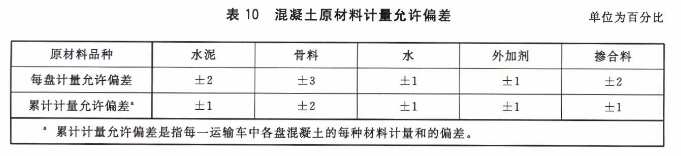 表 10 混凝土原材料计量允许偏差 单位为百分比
原材料品种 水泥 骨料 水 外加剂 掺合料
每盘计量允许偏差 ±2 ±3 ±1 ±1 ±2
累计计量允许偏差ᵃ ±1 ±2 ±1 ±1 ±1
ᵃ 累计计量允许偏差是指每一运输车中各盘混凝土的每种材料计量和的偏差。